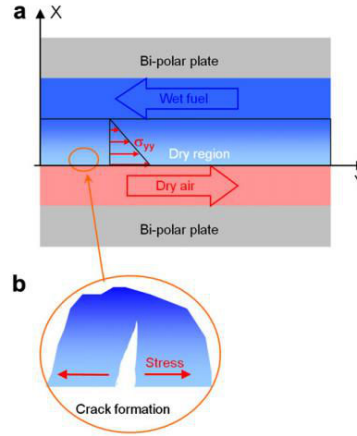 a
X
Bi-polar plate
Wet fuel
σyy
Dry region
Dry air
Bi-polar plate
b
Stress
Crack formation